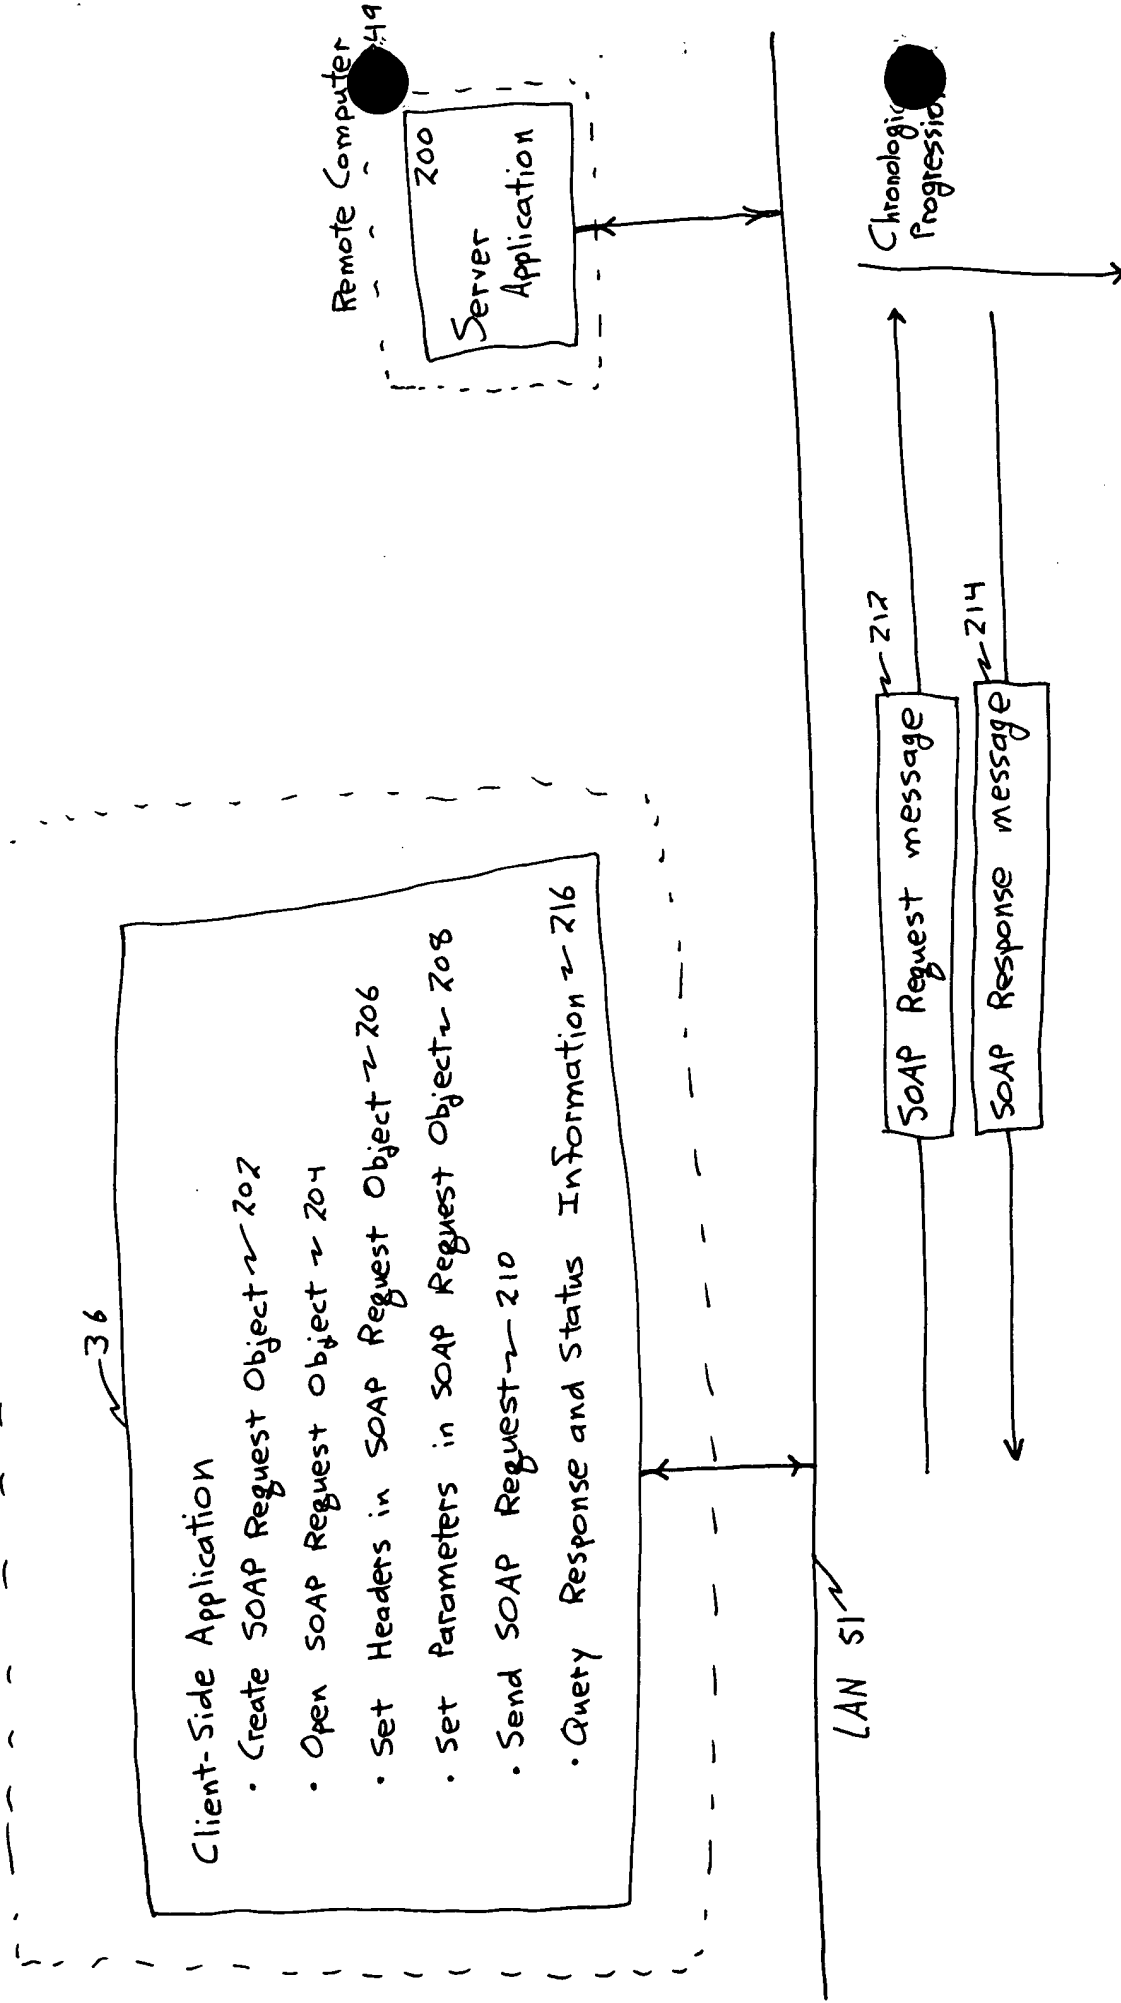 36
Client-Side Application
· Create SOAP Request Object ~ 202
· Open SOAP Request Object ~ 204
· Set Headers in SOAP Request Object ~ 206
· Set Parameters in SOAP Request Object ~ 208
· Send SOAP Request ~ 210
· Query Response and Status Information ~ 216
Remote Computer
49
200
Server
Application
LAN 51
SOAP Request message
212
SOAP Response message
214